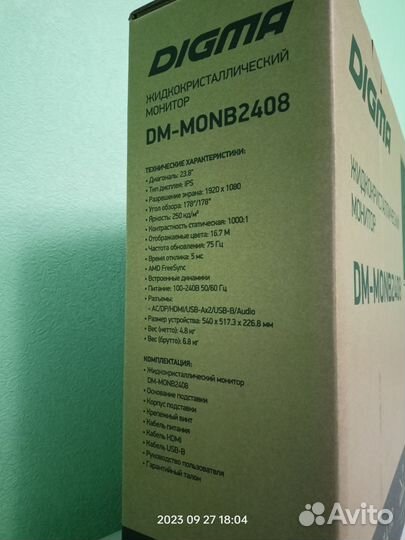 DIGMA
ЖИДКОКРИСТАЛЛИЧЕСКИЙ
МОНИТОР
DM-MONB2408
ТЕХНИЧЕСКИЕ ХАРАКТЕРИСТИКИ:
• Диагональ: 23.8"
• Тип дисплея: IPS
• Разрешение экрана: 1920 x 1080
• Угол обзора: 178°/178°
• Яркость: 250 кд/м²
• Контрастность статическая: 1000:1
• Отображаемые цвета: 16.7 М
• Частота обновления: 75 Гц
• Время отклика: 5 мс
• AMD FreeSync
• Встроенные динамики
• Питание: 100-240В 50/60 Гц
• Разъемы:
- AC/DP/HDMI/USB-Ax2/USB-B/Audio
• Размер устройства: 540 x 517.3 x 226.8 мм
• Вес (нетто): 4.8 кг
• Вес (брутто): 6.8 кг
КОМПЛЕКТАЦИЯ:
• Жидкокристаллический монитор
DM-MONB2408
• Основание подставки
• Корпус подставки
• Крепежный винт
• Кабель питания
• Кабель HDMI
• Кабель USB-B
• Руководство пользователя
• Гарантийный талон
DIGMA
ЖИДКОКРИСТАЛЛИЧЕСКИЙ
МОНИТОР
DM-MONB2408
2023 09 27 18:04
Avito